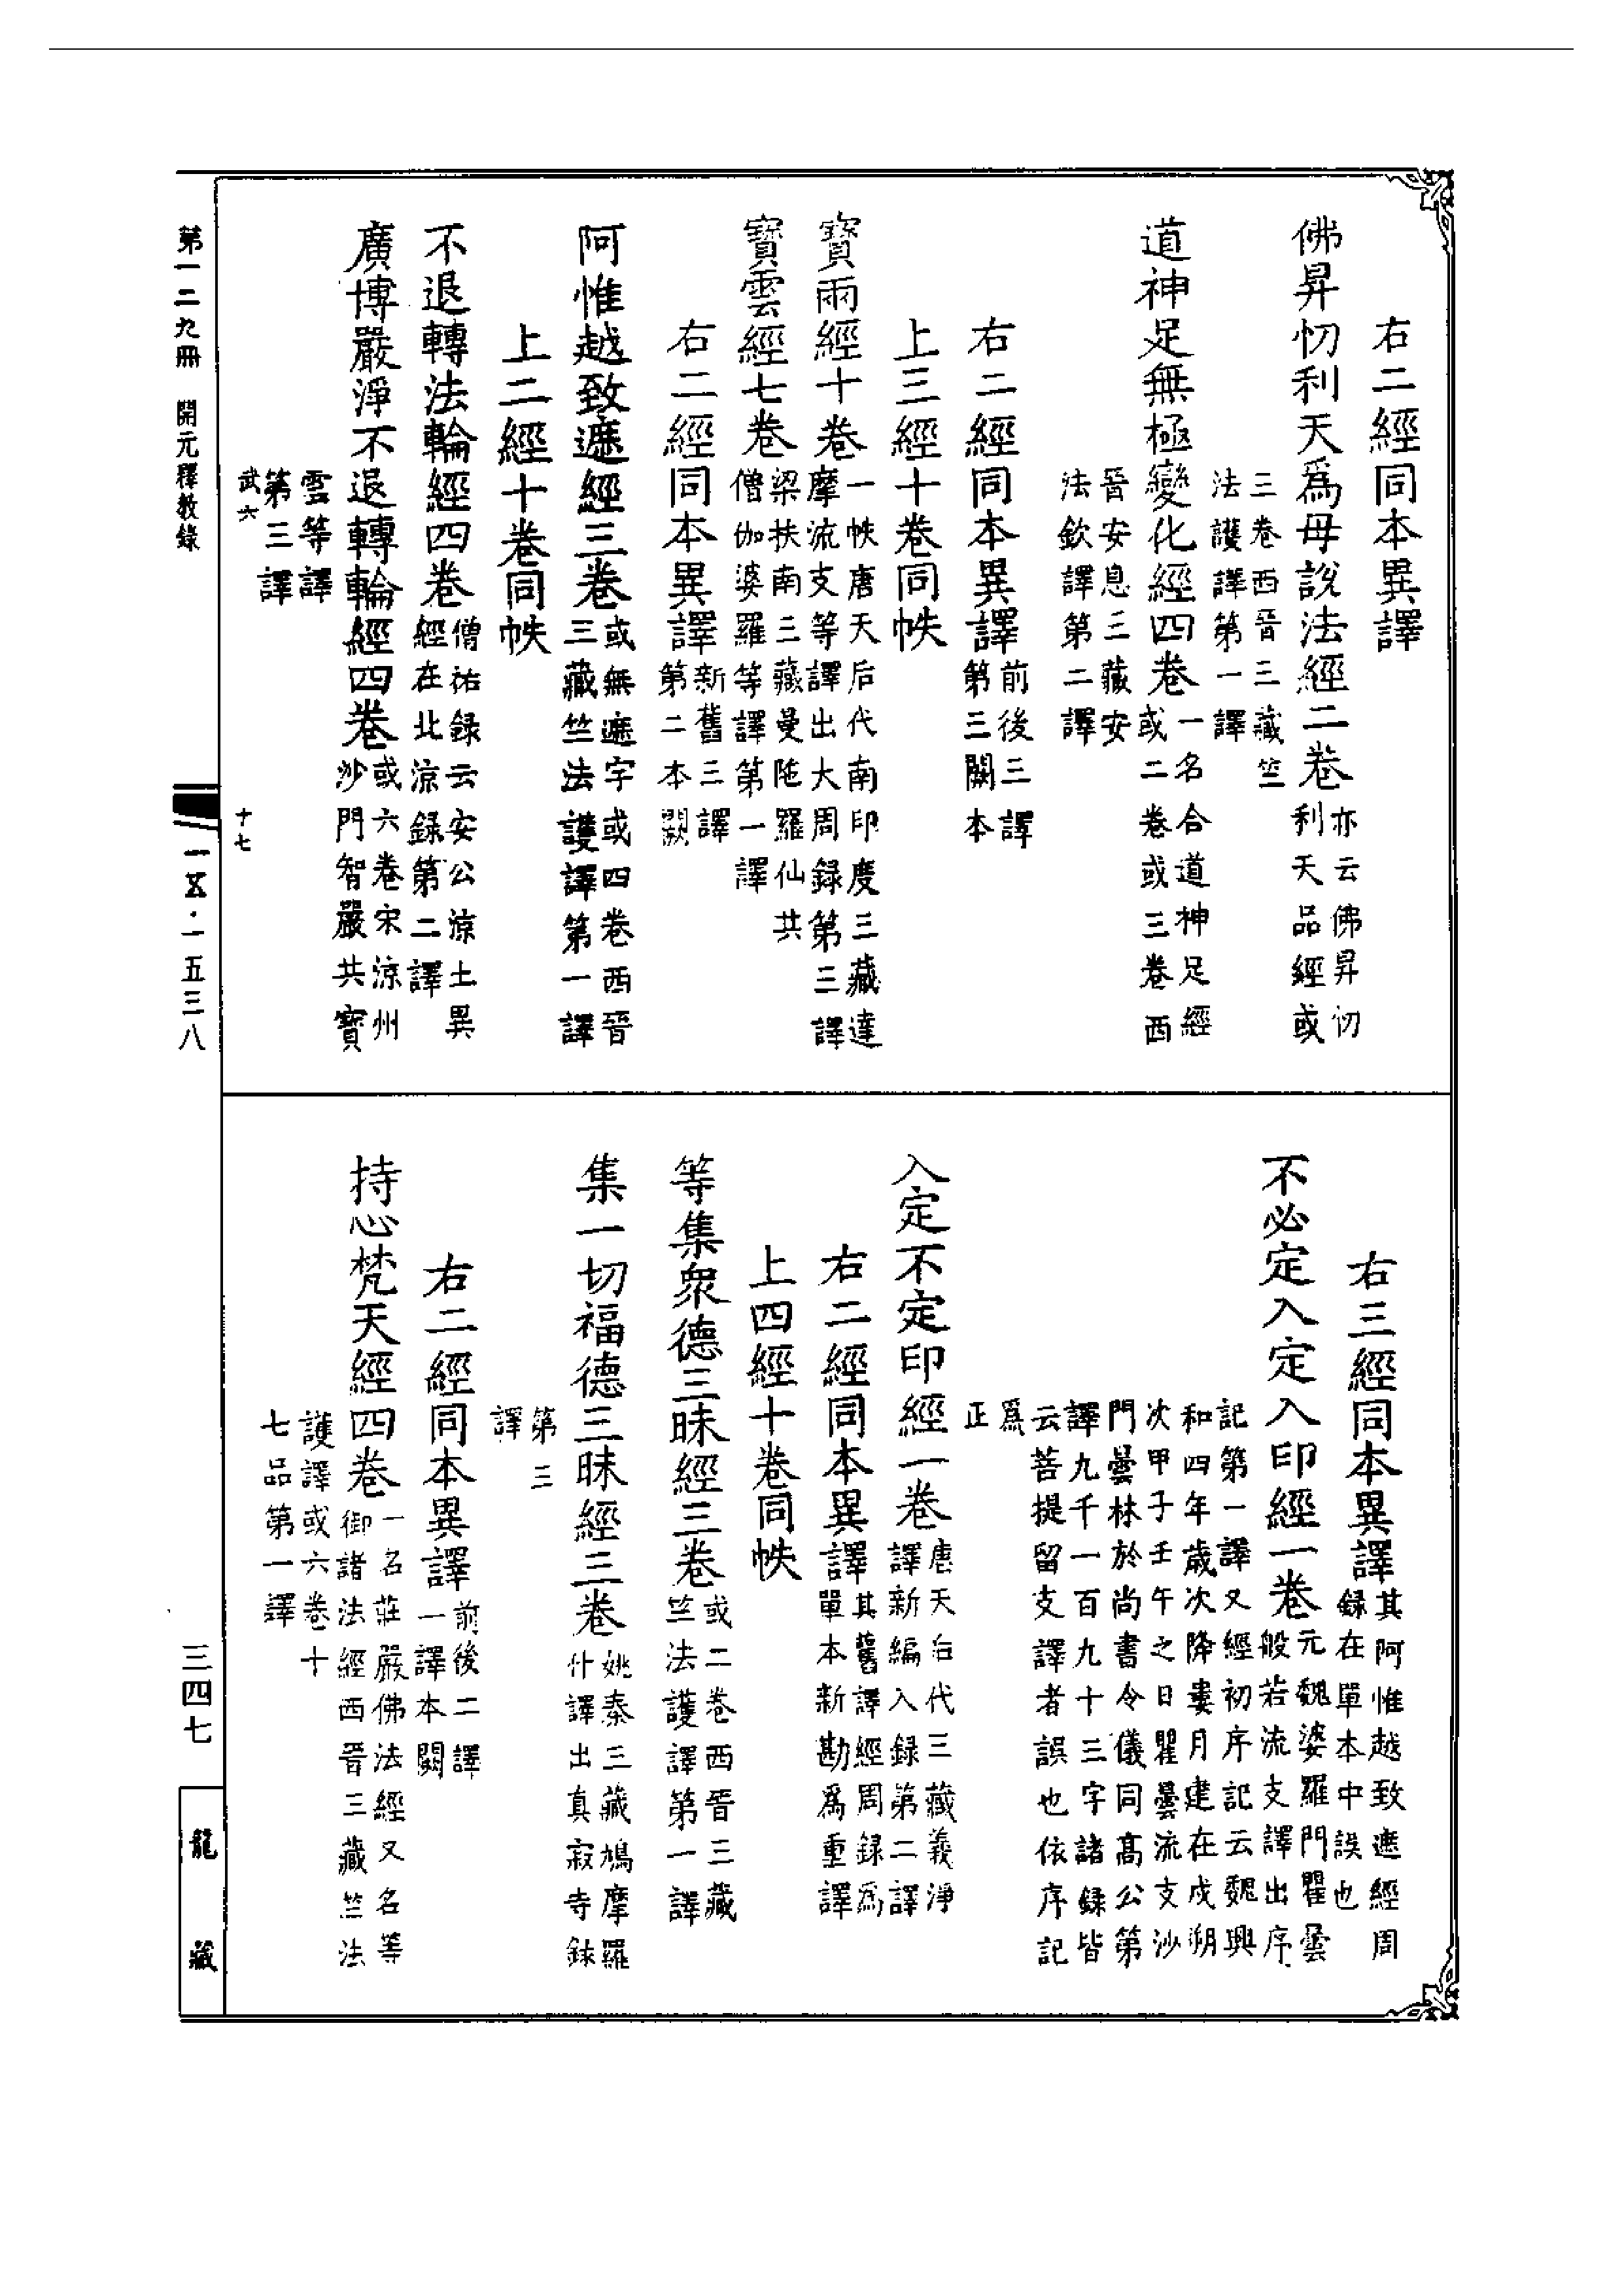 右二經同本異譯
佛昇忉利天爲母說法經二卷亦云佛昇忉
利天品經或
三卷西晉三藏竺
法護譯第一譯
道神足無極變化經四卷一名合道神足經
或二卷或三卷西
晉安息三藏安
法欽譯第二譯
右二經同本異譯前後三譯
第三闕本
上三經十卷同帙
寶雨經十卷一帙唐天后代南印度三藏達
摩流支等譯出大周録第三譯
寶雲經七卷梁扶南三藏曼陁羅仙共
僧伽婆羅等譯第一譯
右二經同本異譯新舊三譯
第二本闕
阿惟越致遮經三卷或無遮字或四卷西晉
三藏竺法護譯第一譯
上二經十卷同帙
不退轉法輪經四卷僧祐録云安公涼土異
經在北涼録第二譯
廣博嚴淨不退轉輪經四卷或六卷宋涼州
沙門智嚴共寶
雲等譯
第三譯
武六
十七
第一二九冊 開元釋教錄
一五·一五三八
右三經同本異譯其阿惟越致遮經周
録在單本中誤也
不必定入定入印經一卷元魏婆羅門瞿曇
般若流支譯出序
記第一譯又經初序記云魏興
和四年歲次降婁月建在戌朔
次甲子壬午之日瞿曇流支沙
門曇林於尚書令儀同髙公第
譯九千一百九十三字諸録皆
云菩提留支譯者誤也依序記
爲
正
入定不定印經一卷唐天后代三藏義淨
譯新編入録第二譯
右二經同本異譯其舊譯經周録爲
單本新勘爲重譯
上四經十卷同帙
等集衆德三昧經三卷或二卷西晉三藏
竺法護譯第一譯
集一切福德三昧經三卷姚秦三藏鳩摩羅
什譯出真寂寺録
第三
譯
右二經同本異譯前後二譯
一譯本闕
持心梵天經四卷一名莊嚴佛法經又名等
御諸法經西晉三藏竺法
護譯或六卷十
七品第一譯
三四七
龍藏